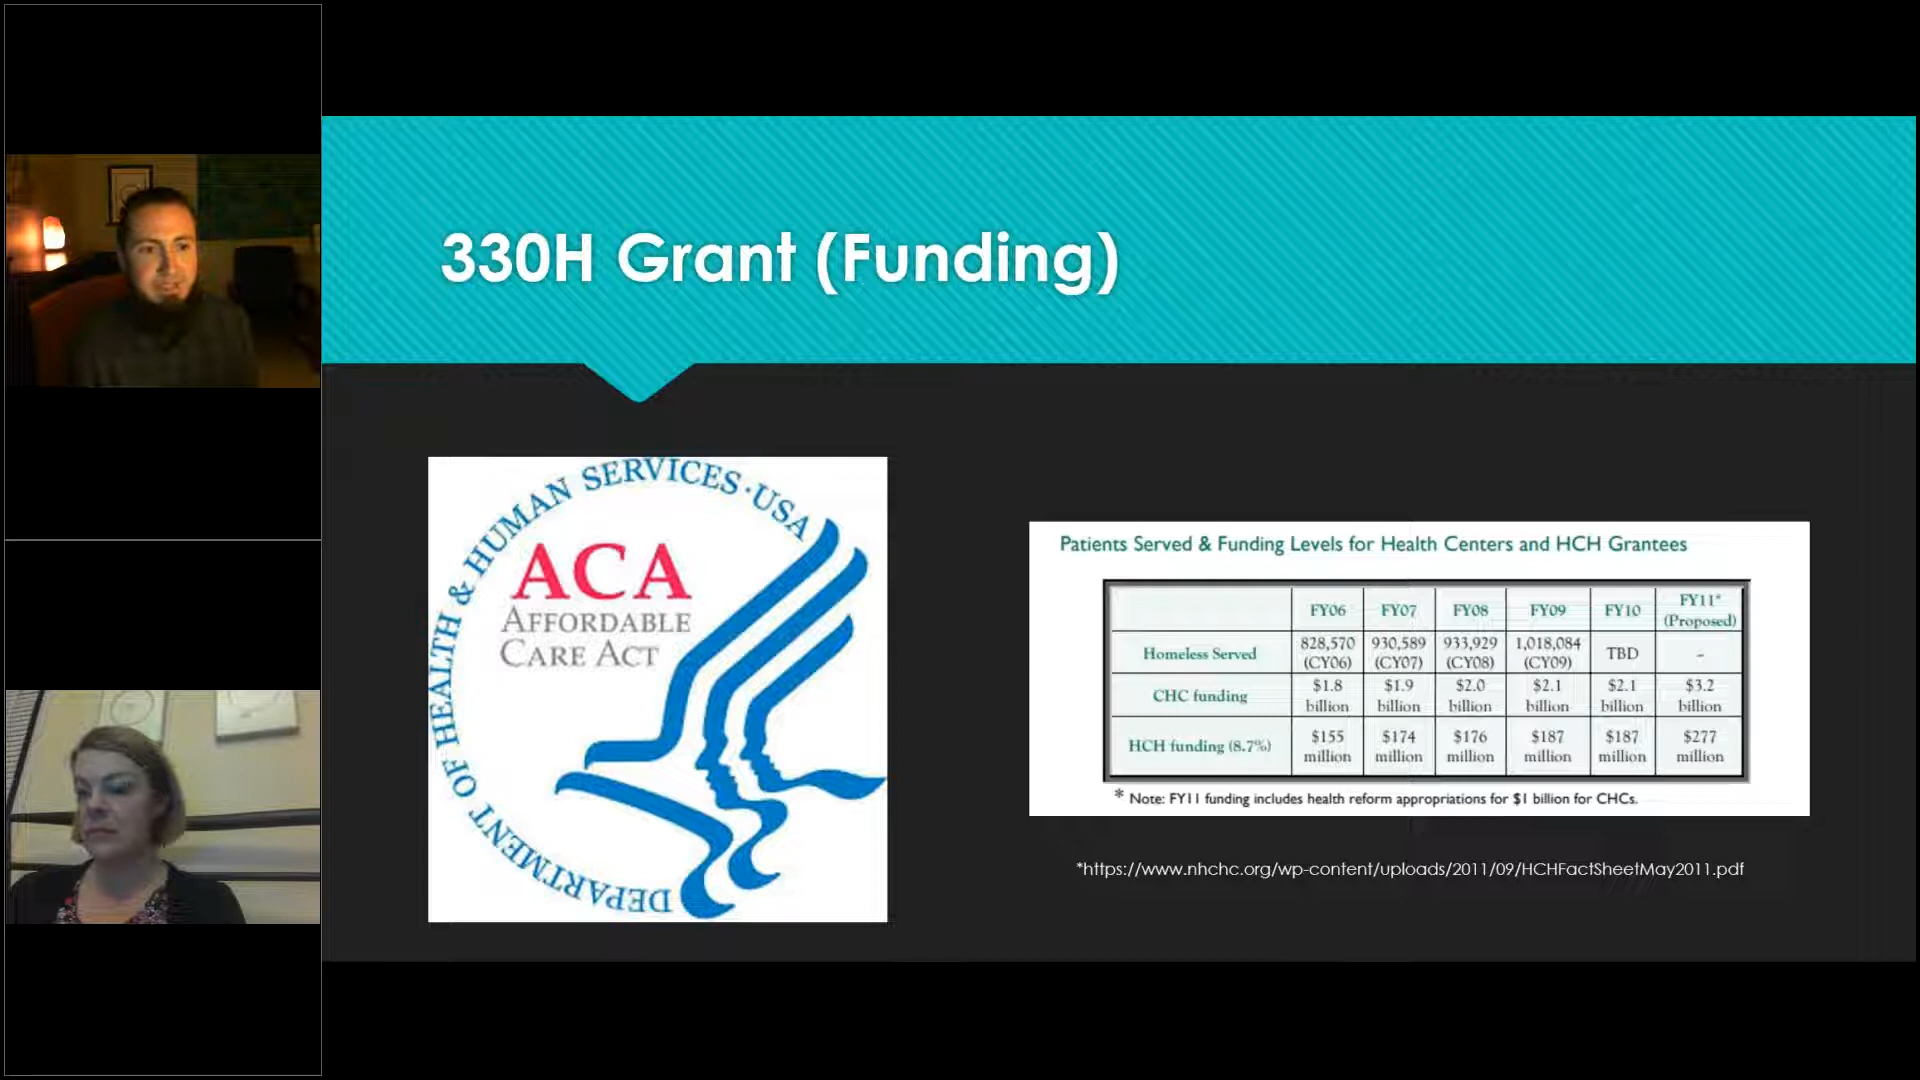 330H Grant (Funding)
DEPARTMENT OF HEALTH & HUMAN SERVICES · USA
ACA
AFFORDABLE
CARE ACT
Patients Served & Funding Levels for Health Centers and HCH Grantees
FY06 FY07 FY08 FY09 FY10 FY11* (Proposed)
Homeless Served 828,570 (CY06) 930,589 (CY07) 933,929 (CY08) 1,018,084 (CY09) TBD –
CHC funding $1.8 billion $1.9 billion $2.0 billion $2.1 billion $2.1 billion $3.2 billion
HCH funding (8.7%) $155 million $174 million $176 million $187 million $187 million $277 million
* Note: FY11 funding includes health reform appropriations for $1 billion for CHCs.
*https://www.nhchc.org/wp-content/uploads/2011/09/HCHFactSheetMay2011.pdf